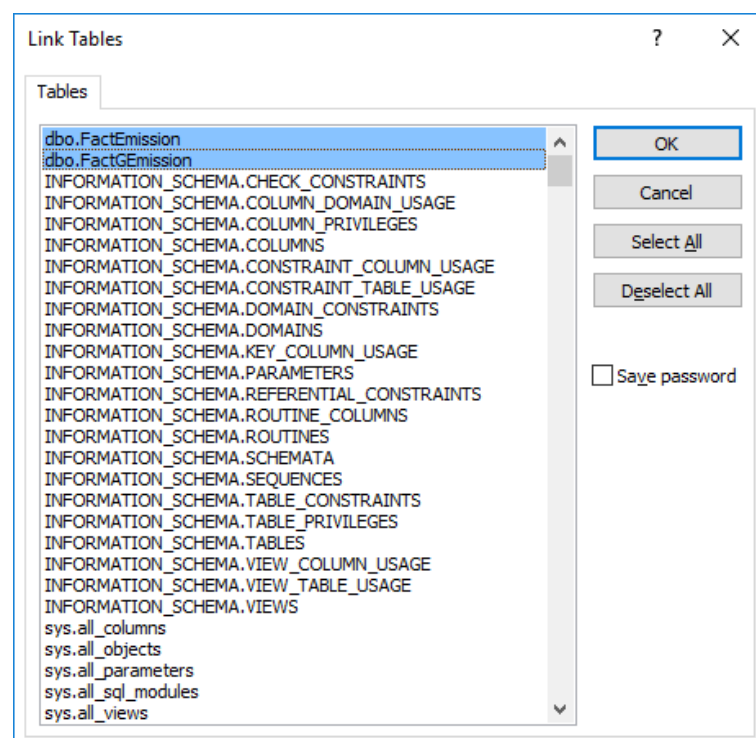 Link Tables
?
Tables
dbo.FactEmission
dbo.FactGEmission
INFORMATION_SCHEMA.CHECK_CONSTRAINTS
INFORMATION_SCHEMA.COLUMN_DOMAIN_USAGE
INFORMATION_SCHEMA.COLUMN_PRIVILEGES
INFORMATION_SCHEMA.COLUMNS
INFORMATION_SCHEMA.CONSTRAINT_COLUMN_USAGE
INFORMATION_SCHEMA.CONSTRAINT_TABLE_USAGE
INFORMATION_SCHEMA.DOMAIN_CONSTRAINTS
INFORMATION_SCHEMA.DOMAINS
INFORMATION_SCHEMA.KEY_COLUMN_USAGE
INFORMATION_SCHEMA.PARAMETERS
INFORMATION_SCHEMA.REFERENTIAL_CONSTRAINTS
INFORMATION_SCHEMA.ROUTINE_COLUMNS
INFORMATION_SCHEMA.ROUTINES
INFORMATION_SCHEMA.SCHEMATA
INFORMATION_SCHEMA.SEQUENCES
INFORMATION_SCHEMA.TABLE_CONSTRAINTS
INFORMATION_SCHEMA.TABLE_PRIVILEGES
INFORMATION_SCHEMA.TABLES
INFORMATION_SCHEMA.VIEW_COLUMN_USAGE
INFORMATION_SCHEMA.VIEW_TABLE_USAGE
INFORMATION_SCHEMA.VIEWS
sys.all_columns
sys.all_objects
sys.all_parameters
sys.all_sql_modules
sys.all_views
OK
Cancel
Select All
Deselect All
Save password